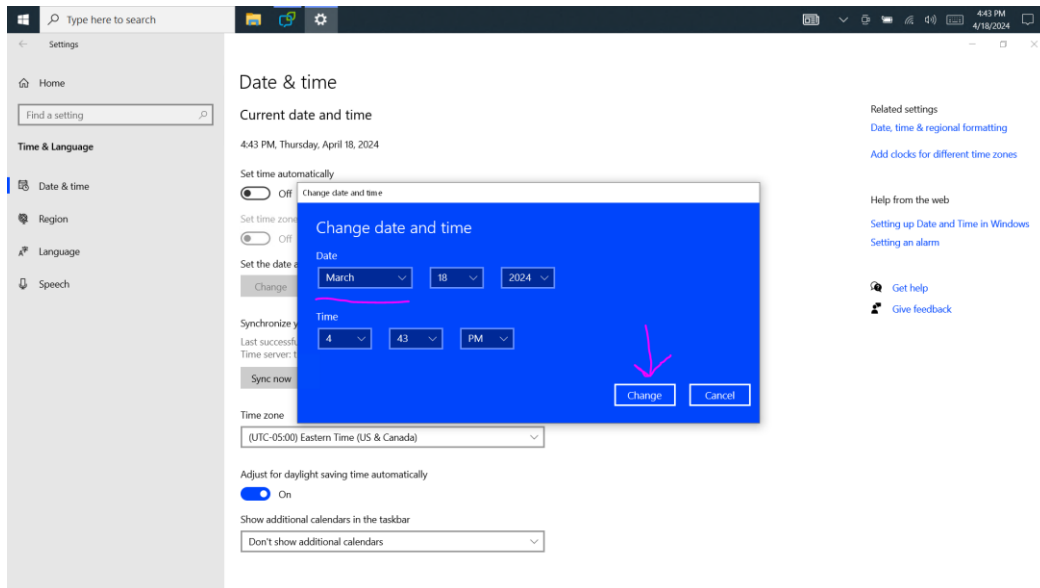 Type here to search
4:43 PM
4/18/2024
Settings
Home
Find a setting
Time & Language
Date & time
Region
Language
Speech
Date & time
Current date and time
4:43 PM, Thursday, April 18, 2024
Set time automatically
Off
Set time zone
Off
Set the date a
Change
Synchronize y
Last successfu
Time server: t
Sync now
Time zone
(UTC-05:00) Eastern Time (US & Canada)
Adjust for daylight saving time automatically
On
Show additional calendars in the taskbar
Don't show additional calendars
Change date and time
Change date and time
Date
March 18 2024
Time
4 43 PM
Change Cancel
Related settings
Date, time & regional formatting
Add clocks for different time zones
Help from the web
Setting up Date and Time in Windows
Setting an alarm
Get help
Give feedback